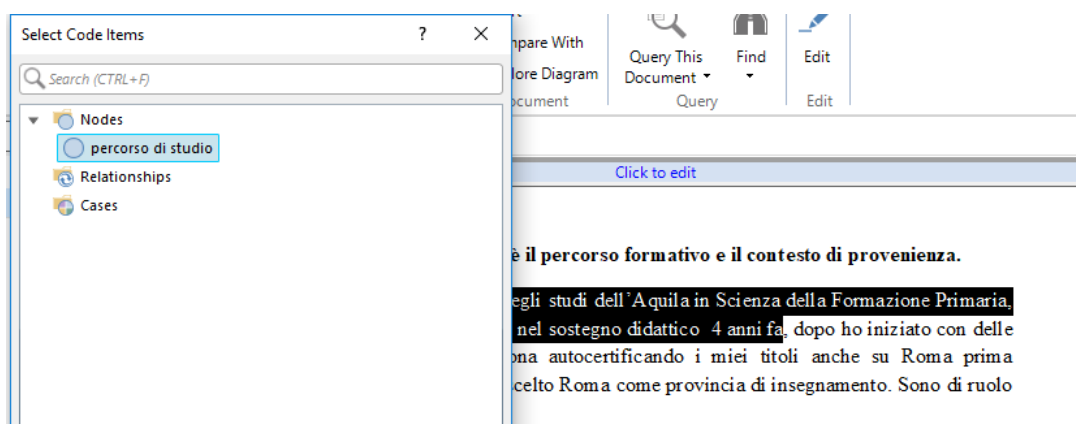 Select Code Items ? X
Search (CTRL+F)
Nodes
percorso di studio
Relationships
Cases
With
Diagram
Query This
Document
Find
Edit
Query
Edit
Click to edit
è il percorso formativo e il contesto di provenienza.
studi dell'Aquila in Scienza della Formazione Primaria,
nel sostegno didattico 4 anni fa, dopo ho iniziato con delle
autocertificando i miei titoli anche su Roma prima
Roma come provincia di insegnamento. Sono di ruolo